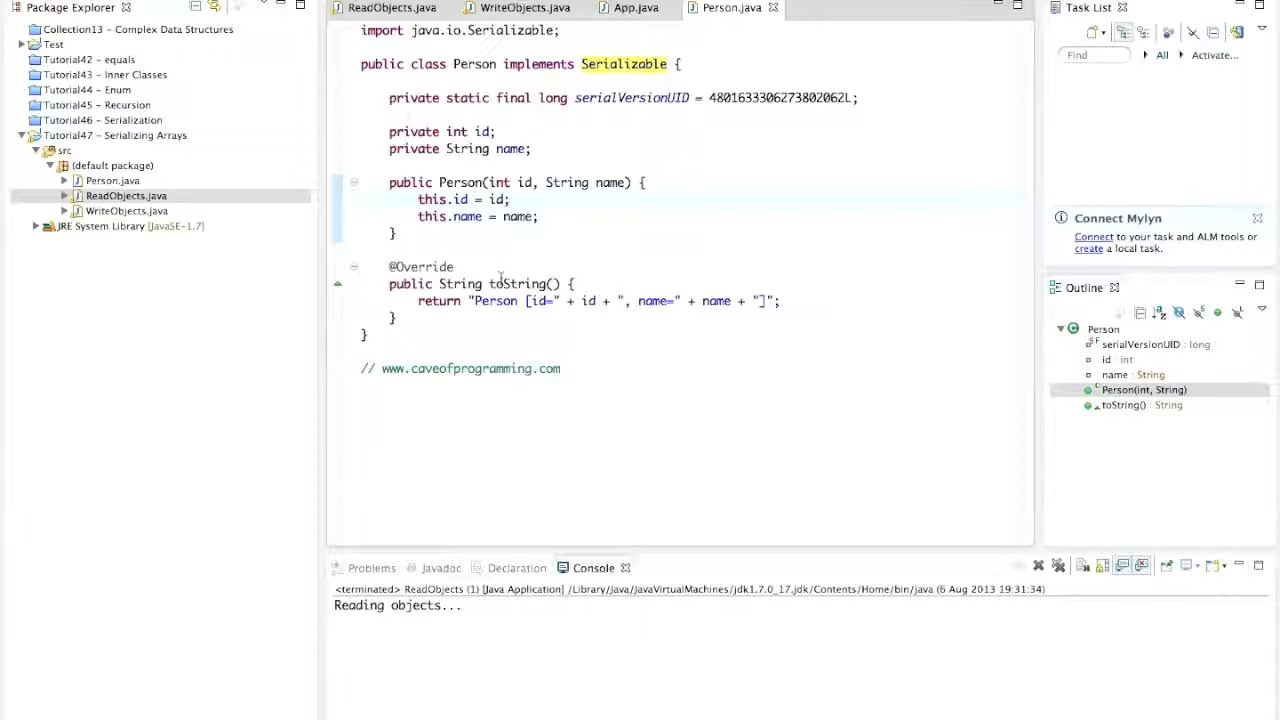 Package Explorer
Collection13 - Complex Data Structures
Test
Tutorial42 - equals
Tutorial43 - Inner Classes
Tutorial44 - Enum
Tutorial45 - Recursion
Tutorial46 - Serialization
Tutorial47 - Serializing Arrays
src
(default package)
Person.java
ReadObjects.java
WriteObjects.java
JRE System Library [JavaSE-1.7]
ReadObjects.java WriteObjects.java App.java Person.java
import java.io.Serializable;
public class Person implements Serializable {
private static final long serialVersionUID = 4801633306273802062L;
private int id;
private String name;
public Person(int id, String name) {
this.id = id;
this.name = name;
}
@Override
public String toString() {
return "Person [id=" + id + ", name=" + name + "]";
}
}
// www.caveofprogramming.com
Task List
Find All Activate...
Connect Mylyn
Connect to your task and ALM tools or
create a local task.
Outline
Person
serialVersionUID : long
id : int
name : String
Person(int, String)
toString() : String
Problems Javadoc Declaration Console
<terminated> ReadObjects (1) [Java Application] /Library/Java/JavaVirtualMachines/jdk1.7.0_17.jdk/Contents/Home/bin/java (6 Aug 2013 19:31:34)
Reading objects...